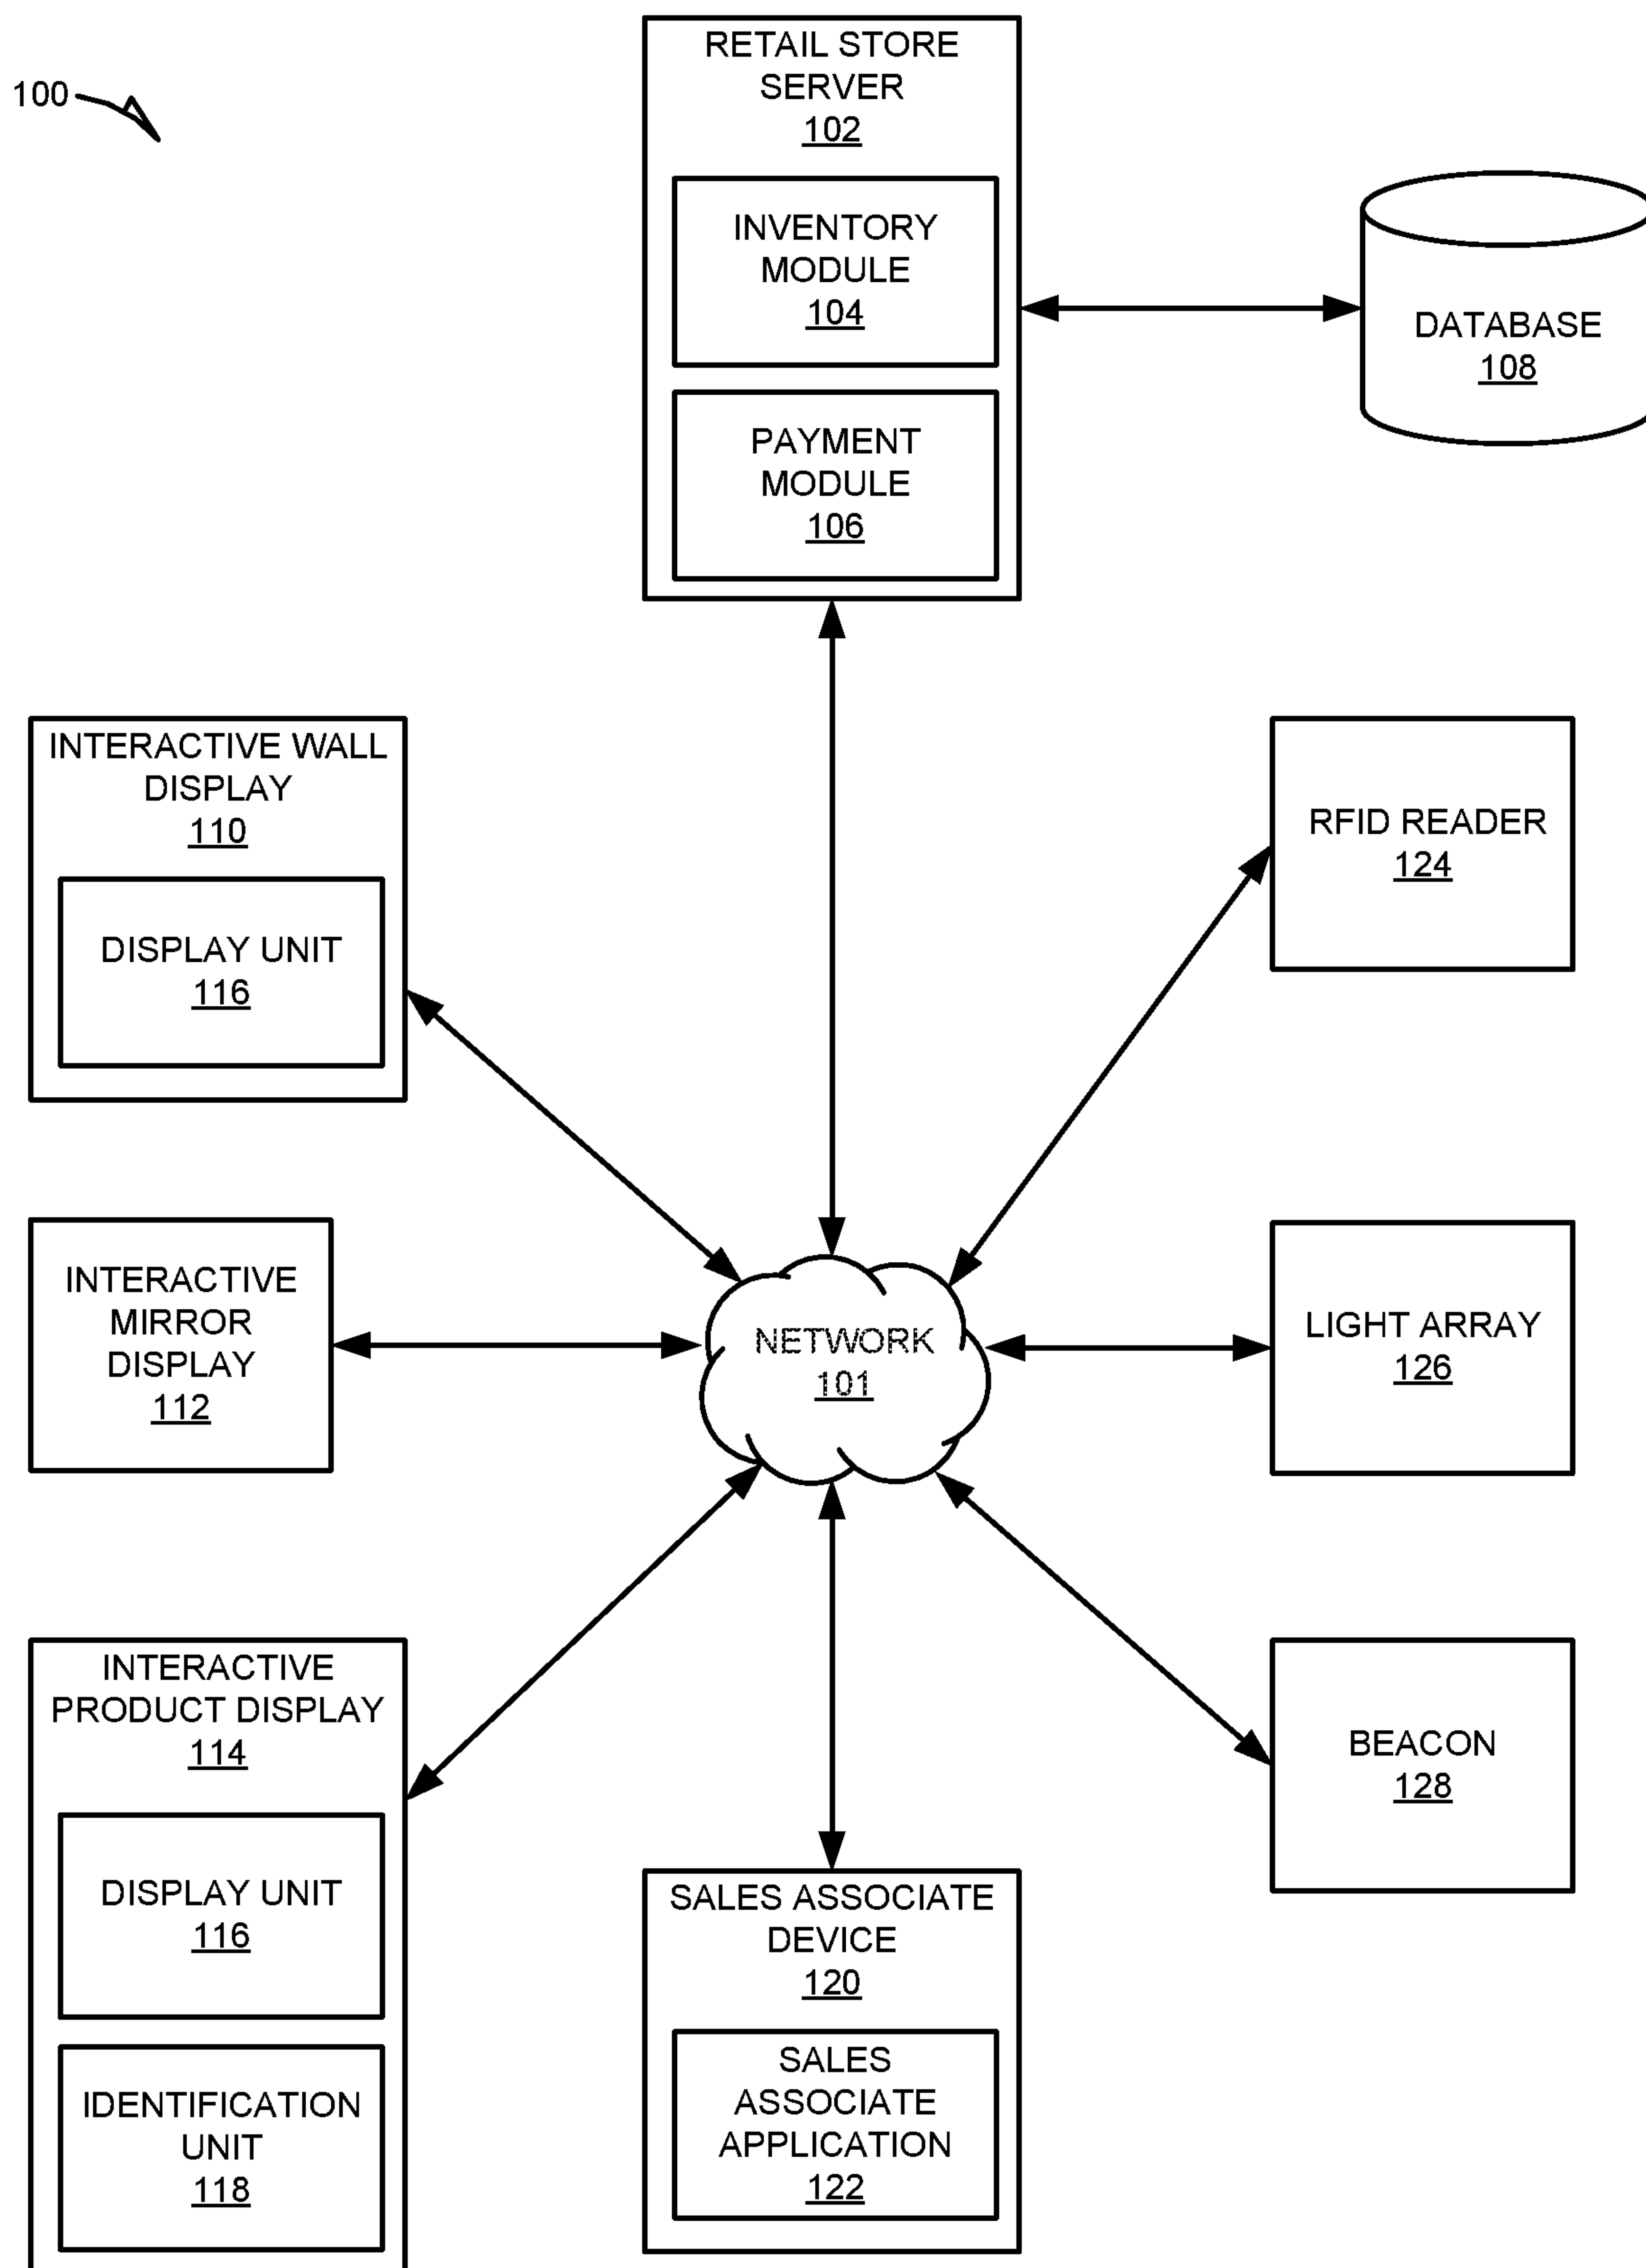 100
RETAIL STORE
SERVER
102
INVENTORY
MODULE
104
PAYMENT
MODULE
106
DATABASE
108
INTERACTIVE WALL
DISPLAY
110
DISPLAY UNIT
116
RFID READER
124
INTERACTIVE
MIRROR
DISPLAY
112
NETWORK
101
LIGHT ARRAY
126
INTERACTIVE
PRODUCT DISPLAY
114
DISPLAY UNIT
116
IDENTIFICATION
UNIT
118
SALES ASSOCIATE
DEVICE
120
SALES
ASSOCIATE
APPLICATION
122
BEACON
128